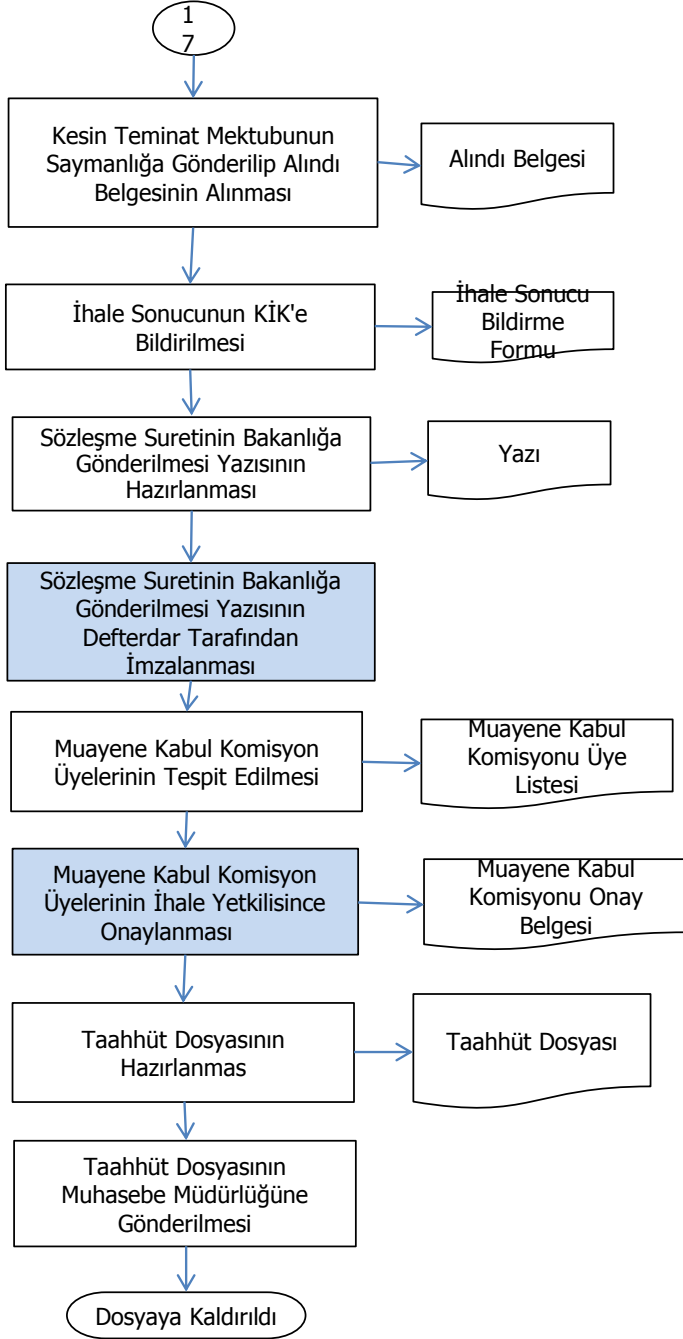 1
7
Kesin Teminat Mektubunun
Saymanlığa Gönderilip Alındı
Belgesinin Alınması
Alındı Belgesi
İhale Sonucunun KİK'e
Bildirilmesi
İhale Sonucu
Bildirme
Formu
Sözleşme Suretinin Bakanlığa
Gönderilmesi Yazısının
Hazırlanması
Yazı
Sözleşme Suretinin Bakanlığa
Gönderilmesi Yazısının
Defterdar Tarafından
İmzalanması
Muayene Kabul Komisyon
Üyelerinin Tespit Edilmesi
Muayene Kabul
Komisyonu Üye
Listesi
Muayene Kabul Komisyon
Üyelerinin İhale Yetkilisince
Onaylanması
Muayene Kabul
Komisyonu Onay
Belgesi
Taahhüt Dosyasının
Hazırlanmas
Taahhüt Dosyası
Taahhüt Dosyasının
Muhasebe Müdürlüğüne
Gönderilmesi
Dosyaya Kaldırıldı